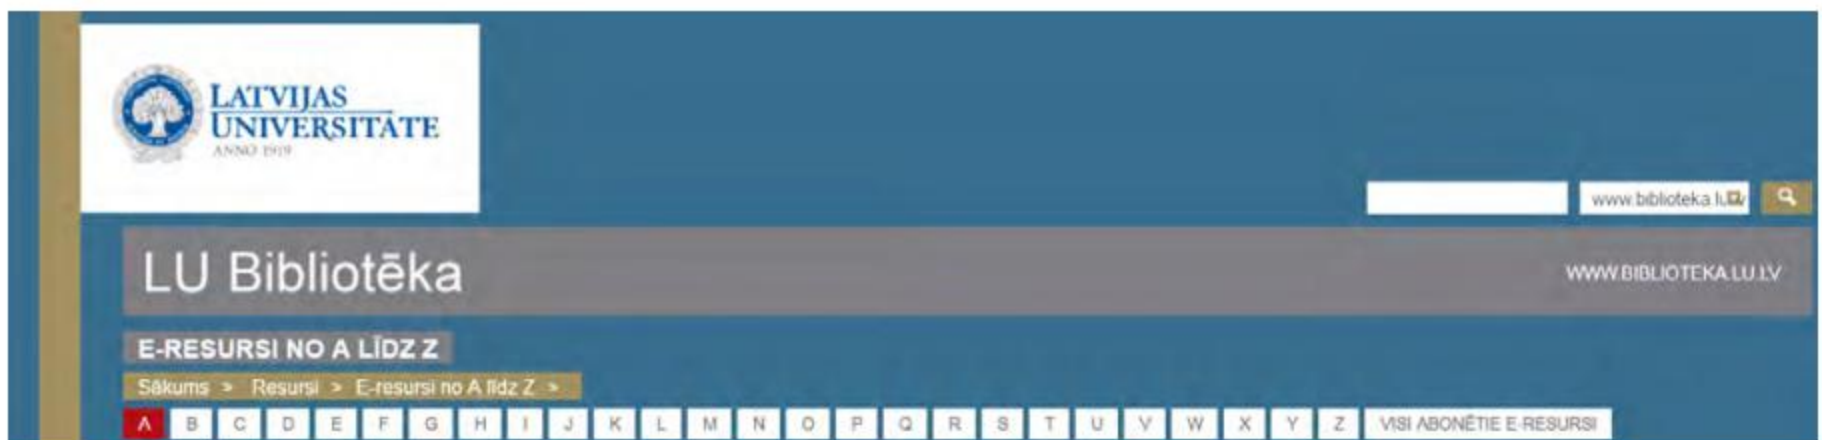 LATVIJAS
UNIVERSITĀTE
ANNO 1919
www.biblioteka.lu.lv
LU Bibliotēka
WWW.BIBLIOTEKA.LU.LV
E-RESURSI NO A LĪDZ Z
Sākums > Resursi > E-resursi no A līdz Z >
A B C D E F G H I J K L M N O P Q R S T U V W X Y Z VISI ABONĒTIE E-RESURSI